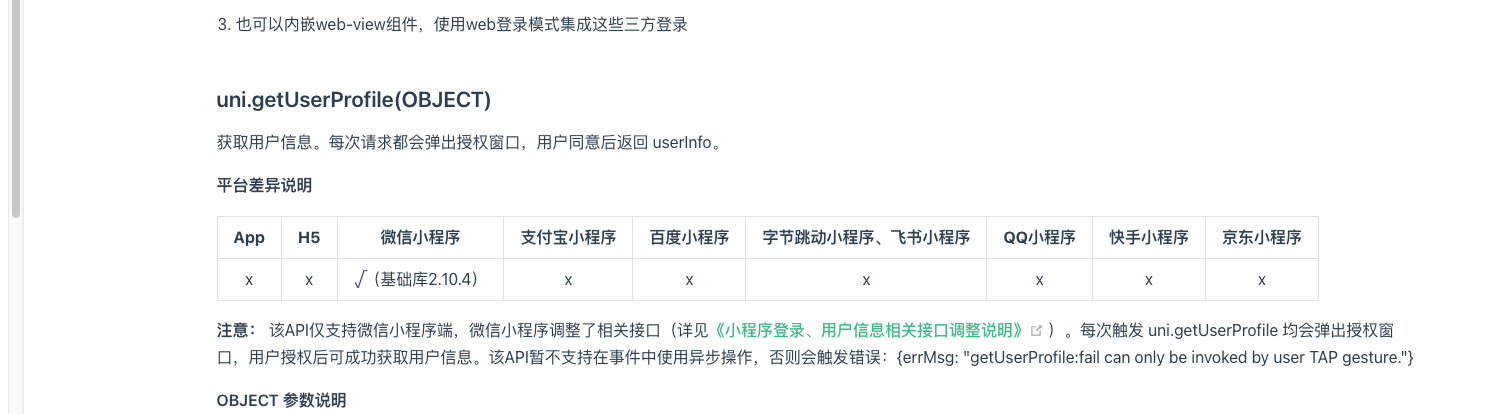 3. 也可以内嵌web-view组件，使用web登录模式集成这些三方登录
uni.getUserProfile(OBJECT)
获取用户信息。每次请求都会弹出授权窗口，用户同意后返回 userInfo。
平台差异说明
App H5 微信小程序 支付宝小程序 百度小程序 字节跳动小程序、飞书小程序 QQ小程序 快手小程序 京东小程序
x x √（基础库2.10.4） x x x x x x
注意： 该API仅支持微信小程序端，微信小程序调整了相关接口（详见《小程序登录、用户信息相关接口调整说明》）。每次触发 uni.getUserProfile 均会弹出授权窗
口，用户授权后可成功获取用户信息。该API暂不支持在事件中使用异步操作，否则会触发错误：{errMsg: "getUserProfile:fail can only be invoked by user TAP gesture."}
OBJECT 参数说明